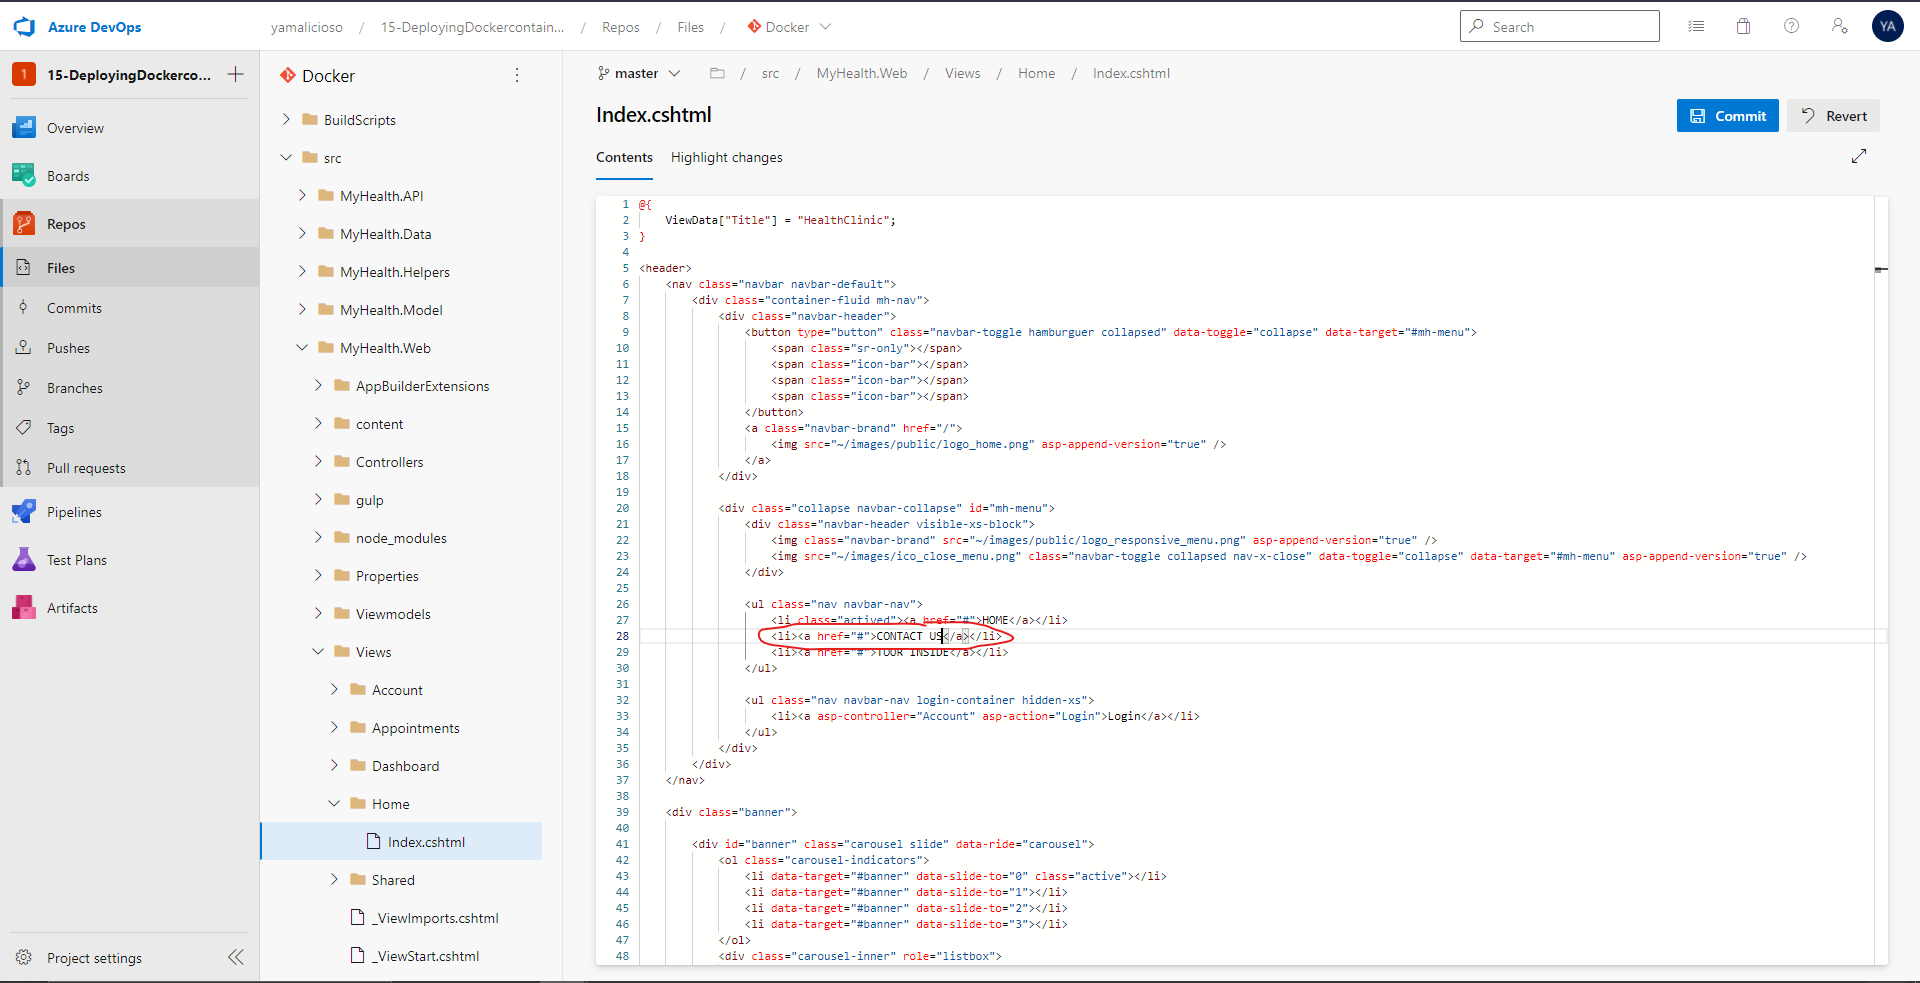 Azure DevOps
yamalicioso / 15-DeployingDockercontain... / Repos / Files / Docker
Search
YA
1 15-DeployingDockerco...
Overview
Boards
Repos
Files
Commits
Pushes
Branches
Tags
Pull requests
Pipelines
Test Plans
Artifacts
Project settings
Docker
BuildScripts
src
MyHealth.API
MyHealth.Data
MyHealth.Helpers
MyHealth.Model
MyHealth.Web
AppBuilderExtensions
content
Controllers
gulp
node_modules
Properties
Viewmodels
Views
Account
Appointments
Dashboard
Home
Index.cshtml
Shared
_ViewImports.cshtml
_ViewStart.cshtml
master / src / MyHealth.Web / Views / Home / Index.cshtml
Index.cshtml
Commit
Revert
Contents
Highlight changes
1 @{
2 ViewData["Title"] = "HealthClinic";
3 }
4
5 <header>
6 <nav class="navbar navbar-default">
7 <div class="container-fluid mh-nav">
8 <div class="navbar-header">
9 <button type="button" class="navbar-toggle hamburguer collapsed" data-toggle="collapse" data-target="#mh-menu">
10 <span class="sr-only"></span>
11 <span class="icon-bar"></span>
12 <span class="icon-bar"></span>
13 <span class="icon-bar"></span>
14 </button>
15 <a class="navbar-brand" href="/">
16 <img src="~/images/public/logo_home.png" asp-append-version="true" />
17 </a>
18 </div>
19
20 <div class="collapse navbar-collapse" id="mh-menu">
21 <div class="navbar-header visible-xs-block">
22 <img class="navbar-brand" src="~/images/public/logo_responsive_menu.png" asp-append-version="true" />
23 <img src="~/images/ico_close_menu.png" class="navbar-toggle collapsed nav-x-close" data-toggle="collapse" data-target="#mh-menu" asp-append-version="true" />
24 </div>
25
26 <ul class="nav navbar-nav">
27 <li class="actived"><a href="#">HOME</a></li>
28 <li><a href="#">CONTACT US</a></li>
29 <li><a href="#">TOUR INSIDE</a></li>
30 </ul>
31
32 <ul class="nav navbar-nav login-container hidden-xs">
33 <li><a asp-controller="Account" asp-action="Login">Login</a></li>
34 </ul>
35 </div>
36 </div>
37 </nav>
38
39 <div class="banner">
40
41 <div id="banner" class="carousel slide" data-ride="carousel">
42 <ol class="carousel-indicators">
43 <li data-target="#banner" data-slide-to="0" class="active"></li>
44 <li data-target="#banner" data-slide-to="1"></li>
45 <li data-target="#banner" data-slide-to="2"></li>
46 <li data-target="#banner" data-slide-to="3"></li>
47 </ol>
48 <div class="carousel-inner" role="listbox">